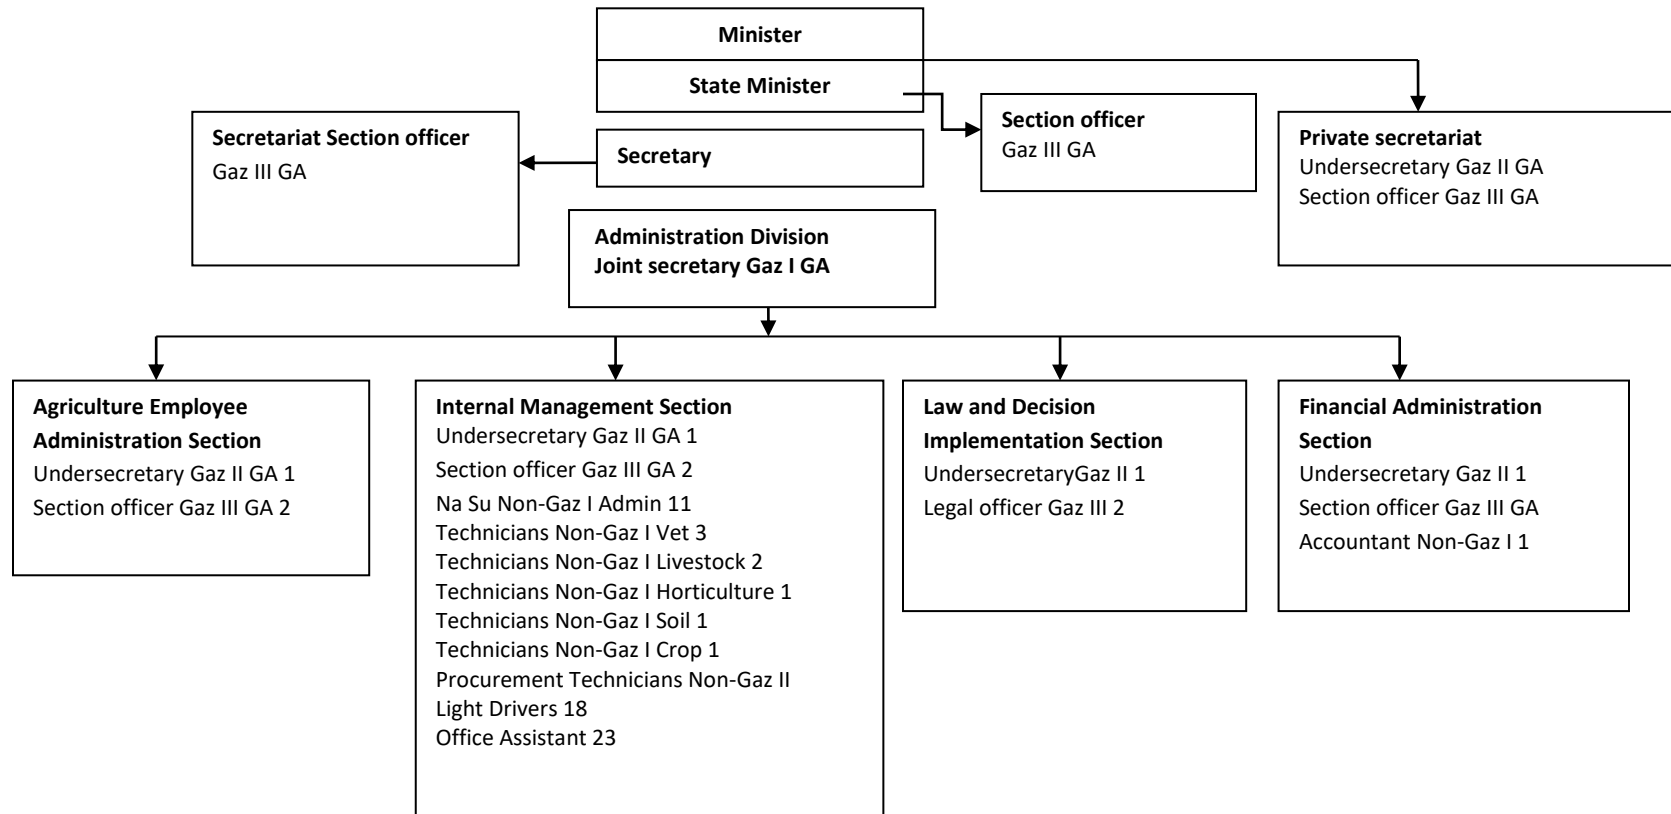 Minister
State Minister
Secretariat Section officer
Gaz III GA
Secretary
Section officer
Gaz III GA
Private secretariat
Undersecretary Gaz II GA
Section officer Gaz III GA
Administration Division
Joint secretary Gaz I GA
Agriculture Employee
Administration Section
Undersecretary Gaz II GA 1
Section officer Gaz III GA 2
Internal Management Section
Undersecretary Gaz II GA 1
Section officer Gaz III GA 2
Na Su Non-Gaz I Admin 11
Technicians Non-Gaz I Vet 3
Technicians Non-Gaz I Livestock 2
Technicians Non-Gaz I Horticulture 1
Technicians Non-Gaz I Soil 1
Technicians Non-Gaz I Crop 1
Procurement Technicians Non-Gaz II
Light Drivers 18
Office Assistant 23
Law and Decision
Implementation Section
UndersecretaryGaz II 1
Legal officer Gaz III 2
Financial Administration
Section
Undersecretary Gaz II 1
Section officer Gaz III GA
Accountant Non-Gaz I 1